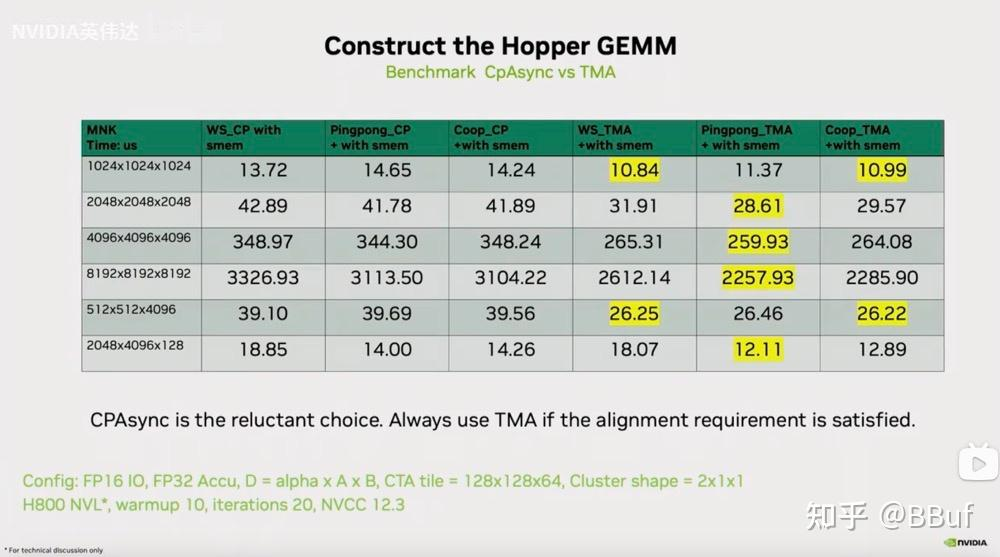 NVIDIA英伟达
Construct the Hopper GEMM
Benchmark CpAsync vs TMA
MNK Time: us WS_CP with smem Pingpong_CP + with smem Coop_CP +with smem WS_TMA +with smem Pingpong_TMA + with smem Coop_TMA +with smem
1024x1024x1024 13.72 14.65 14.24 10.84 11.37 10.99
2048x2048x2048 42.89 41.78 41.89 31.91 28.61 29.57
4096x4096x4096 348.97 344.30 348.24 265.31 259.93 264.08
8192x8192x8192 3326.93 3113.50 3104.22 2612.14 2257.93 2285.90
512x512x4096 39.10 39.69 39.56 26.25 26.46 26.22
2048x4096x128 18.85 14.00 14.26 18.07 12.11 12.89
CPAsync is the reluctant choice. Always use TMA if the alignment requirement is satisfied.
Config: FP16 IO, FP32 Accu, D = alpha x A x B, CTA tile = 128x128x64, Cluster shape = 2x1x1
H800 NVL*, warmup 10, iterations 20, NVCC 12.3
知乎 @BBuf
* For technical discussion only
NVIDIA.